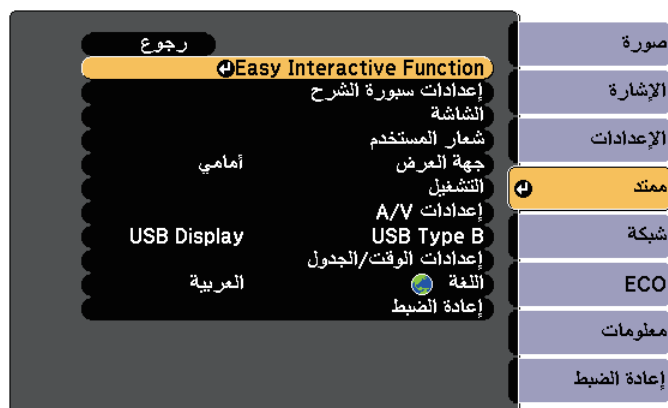 رجوع
Easy Interactive Function
إعدادات سبورة الشرح
الشاشة
شعار المستخدم
جهة العرض أمامي
التشغيل
إعدادات A/V
USB Type B USB Display
إعدادات الوقت/الجدول
اللغة العربية
إعادة الضبط
صورة
الإشارة
الإعدادات
ممتد
شبكة
ECO
معلومات
إعادة الضبط